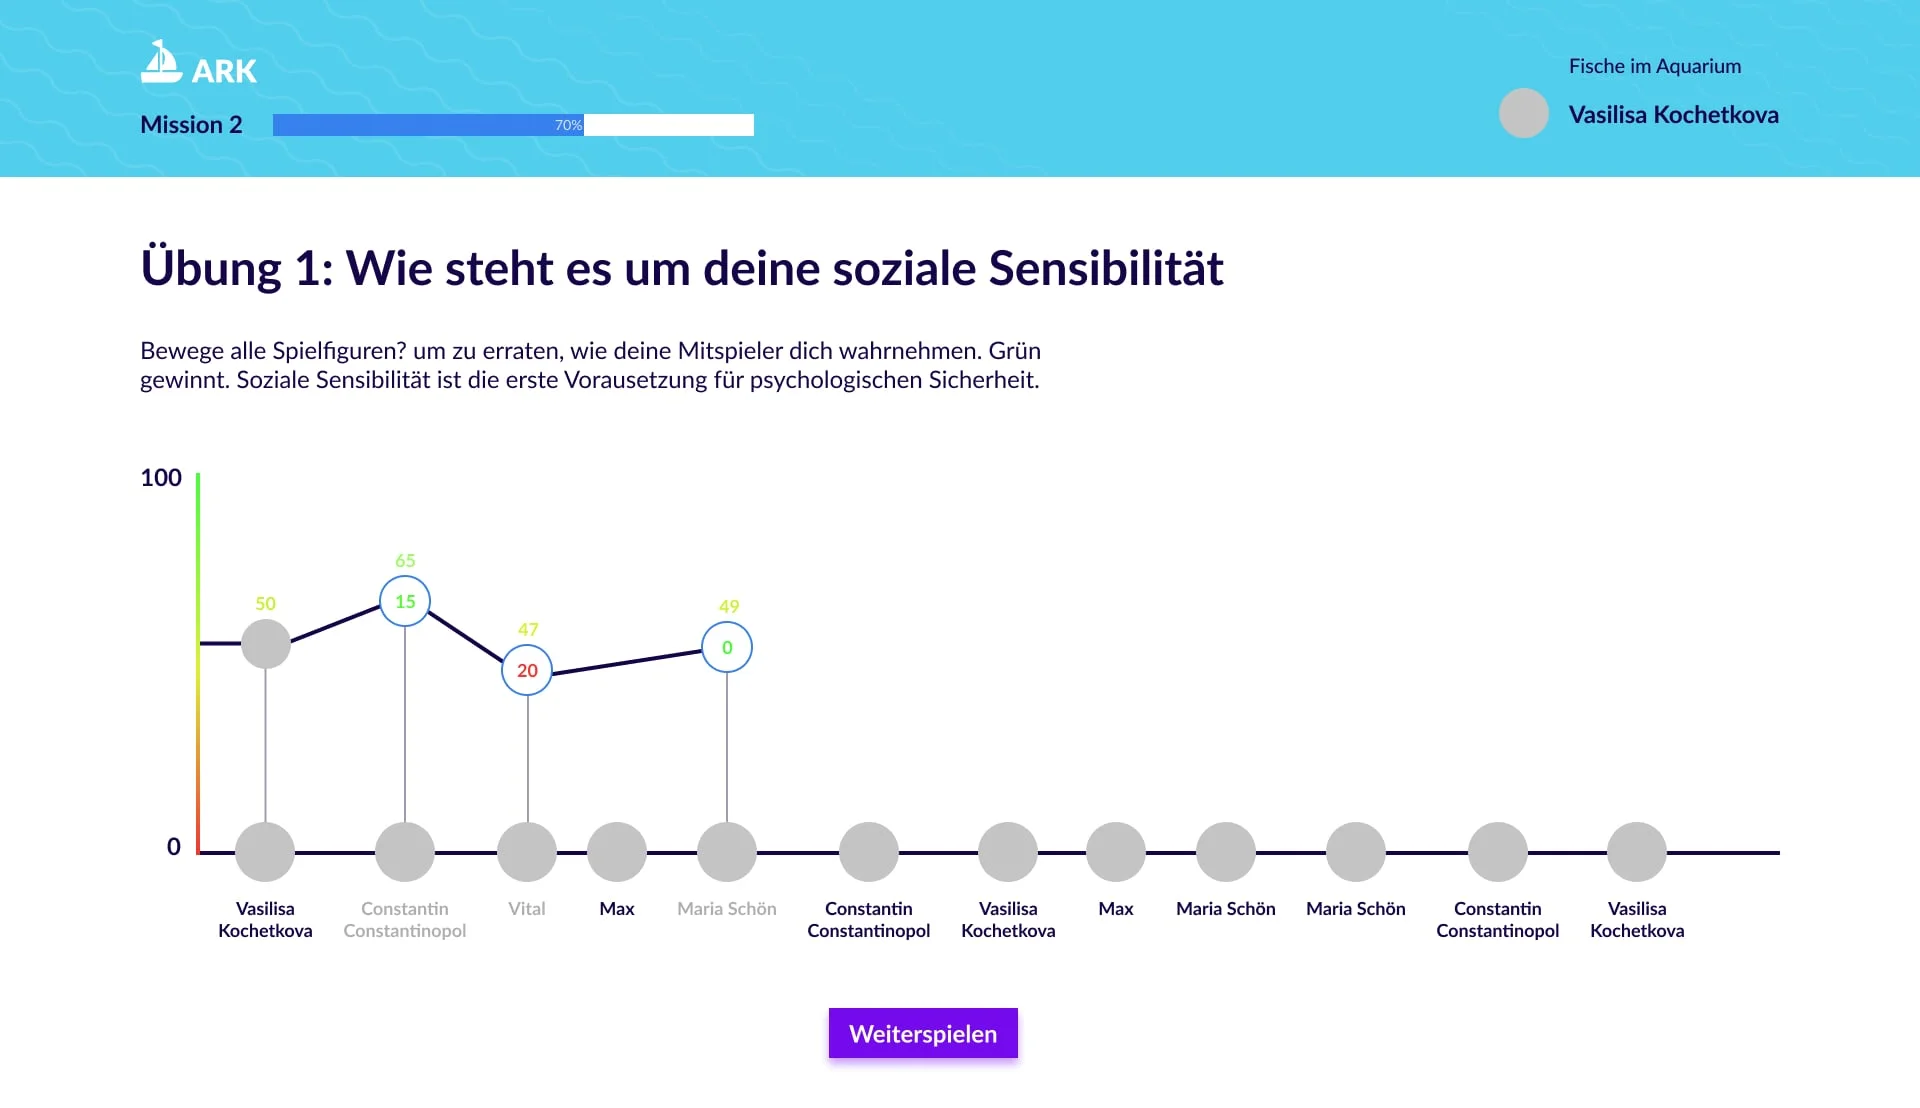 ARK
Mission 2
70%
Fische im Aquarium
Vasilisa Kochetkova
Übung 1: Wie steht es um deine soziale Sensibilität
Bewege alle Spielfiguren? um zu erraten, wie deine Mitspieler dich wahrnehmen. Grün
gewinnt. Soziale Sensibilität ist die erste Vorausetzung für psychologischen Sicherheit.
100
65
15
50
49
0
47
20
0
Vasilisa
Kochetkova
Constantin
Constantinopol
Vital
Max
Maria Schön
Constantin
Constantinopol
Vasilisa
Kochetkova
Max
Maria Schön
Maria Schön
Constantin
Constantinopol
Vasilisa
Kochetkova
Weiterspielen